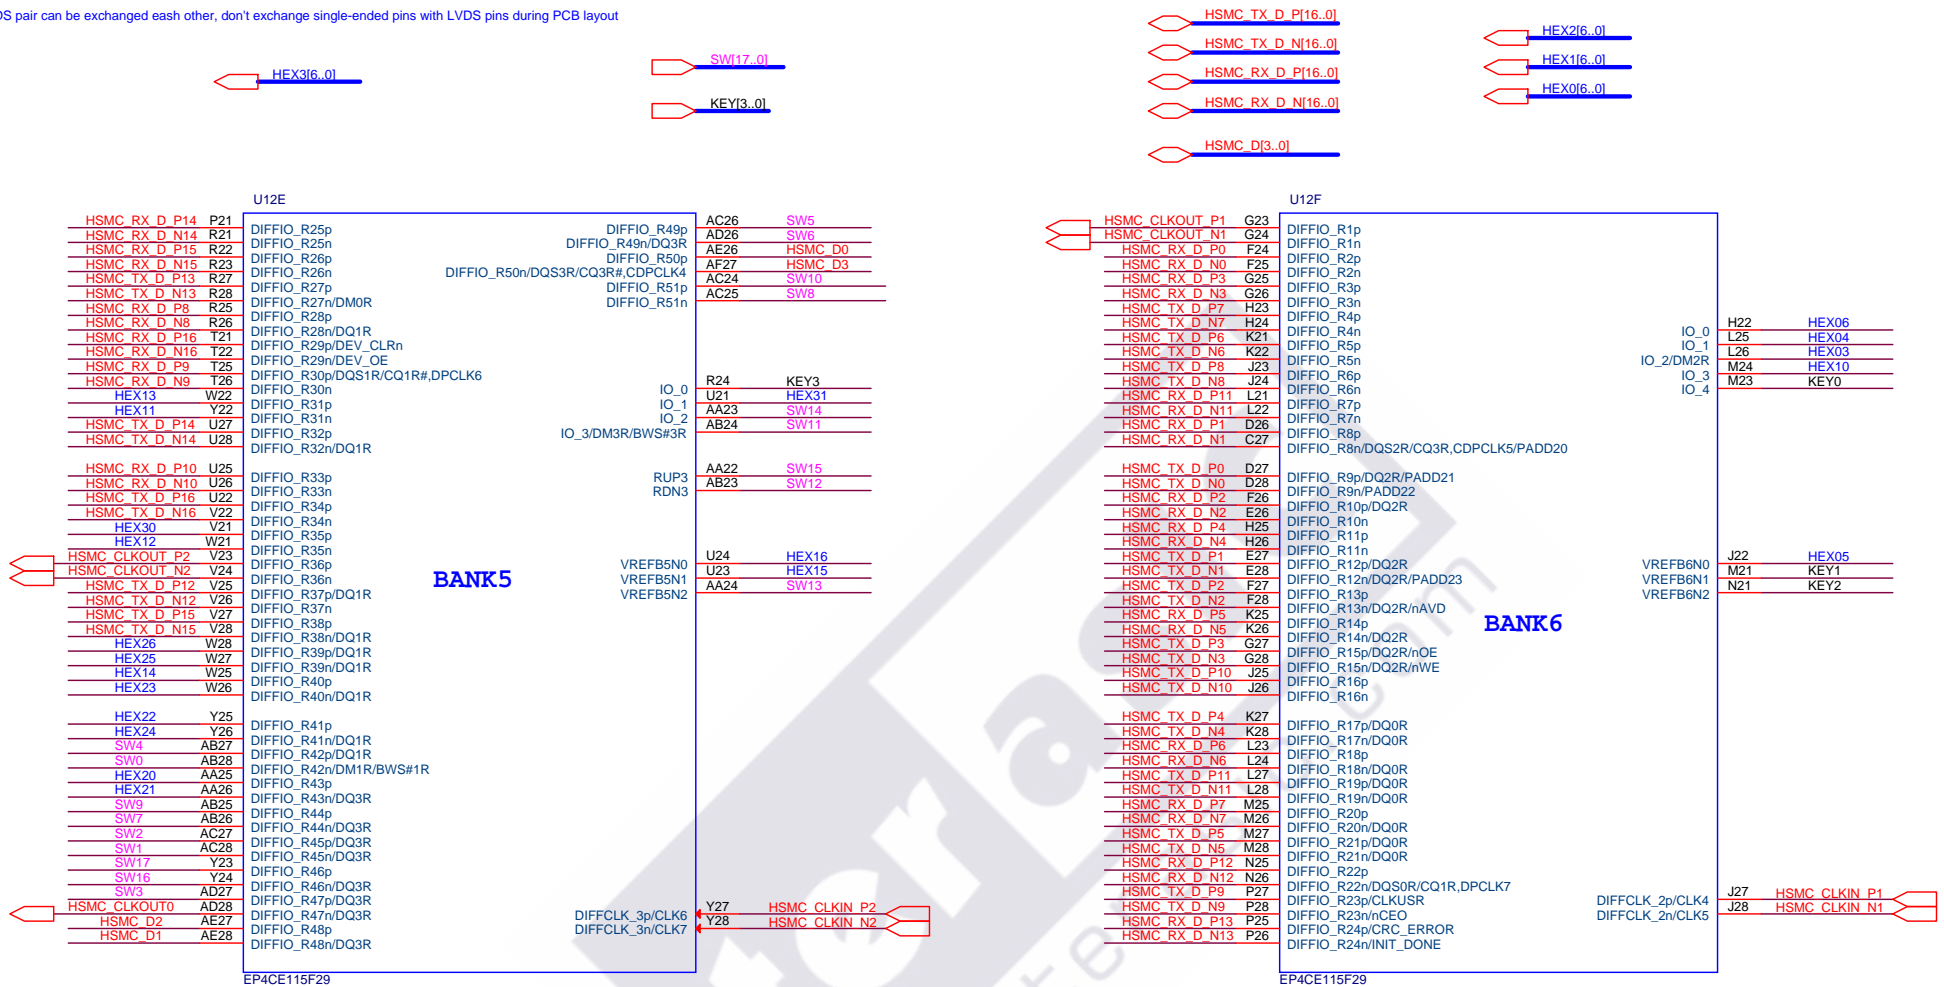 DS pair can be exchanged eash other, don't exchange single-ended pins with LVDS pins during PCB layout
HEX3[6..0]
SW[17..0]
KEY[3..0]
HSMC_TX_D_P[16..0]
HSMC_TX_D_N[16..0]
HSMC_RX_D_P[16..0]
HSMC_RX_D_N[16..0]
HSMC_D[3..0]
HEX2[6..0]
HEX1[6..0]
HEX0[6..0]
U12E
HSMC_RX_D_P14 P21 DIFFIO_R25p
HSMC_RX_D_N14 R21 DIFFIO_R25n
HSMC_RX_D_P15 R22 DIFFIO_R26p
HSMC_RX_D_N15 R23 DIFFIO_R26n
HSMC_TX_D_P13 R27 DIFFIO_R27p
HSMC_TX_D_N13 R28 DIFFIO_R27n/DM0R
HSMC_RX_D_P8 R25 DIFFIO_R28p
HSMC_RX_D_N8 R26 DIFFIO_R28n/DQ1R
HSMC_RX_D_P16 T21 DIFFIO_R29p/DEV_CLRn
HSMC_RX_D_N16 T22 DIFFIO_R29n/DEV_OE
HSMC_RX_D_P9 T25 DIFFIO_R30p/DQS1R/CQ1R#,DPCLK6
HSMC_RX_D_N9 T26 DIFFIO_R30n
HEX13 W22 DIFFIO_R31p
HEX11 Y22 DIFFIO_R31n
HSMC_TX_D_P14 U27 DIFFIO_R32p
HSMC_TX_D_N14 U28 DIFFIO_R32n/DQ1R
HSMC_RX_D_P10 U25 DIFFIO_R33p
HSMC_RX_D_N10 U26 DIFFIO_R33n
HSMC_TX_D_P16 U22 DIFFIO_R34p
HSMC_TX_D_N16 V22 DIFFIO_R34n
HEX30 V21 DIFFIO_R35p
HEX12 W21 DIFFIO_R35n
HSMC_CLKOUT_P2 V23 DIFFIO_R36p
HSMC_CLKOUT_N2 V24 DIFFIO_R36n
HSMC_TX_D_P12 V25 DIFFIO_R37p/DQ1R
HSMC_TX_D_N12 V26 DIFFIO_R37n
HSMC_TX_D_P15 V27 DIFFIO_R38p
HSMC_TX_D_N15 V28 DIFFIO_R38n/DQ1R
HEX26 W28 DIFFIO_R39p/DQ1R
HEX25 W27 DIFFIO_R39n/DQ1R
HEX14 W25 DIFFIO_R40p
HEX23 W26 DIFFIO_R40n/DQ1R
HEX22 Y25 DIFFIO_R41p
HEX24 Y26 DIFFIO_R41n/DQ1R
SW4 AB27 DIFFIO_R42p/DQ1R
SW0 AB28 DIFFIO_R42n/DM1R/BWS#1R
HEX20 AA25 DIFFIO_R43p
HEX21 AA26 DIFFIO_R43n/DQ3R
SW9 AB25 DIFFIO_R44p
SW7 AB26 DIFFIO_R44n/DQ3R
SW2 AC27 DIFFIO_R45p/DQ3R
SW1 AC28 DIFFIO_R45n/DQ3R
SW17 Y23 DIFFIO_R46p
SW16 Y24 DIFFIO_R46n/DQ3R
SW3 AD27 DIFFIO_R47p/DQ3R
HSMC_CLKOUT0 AD28 DIFFIO_R47n/DQ3R
HSMC_D2 AE27 DIFFIO_R48p
HSMC_D1 AE28 DIFFIO_R48n/DQ3R
DIFFIO_R49p AC26 SW5
DIFFIO_R49n/DQ3R AD26 SW6
DIFFIO_R50p AE26 HSMC_D0
DIFFIO_R50n/DQS3R/CQ3R#,CDPCLK4 AF27 HSMC_D3
DIFFIO_R51p AC24 SW10
DIFFIO_R51n AC25 SW8
IO_0 R24 KEY3
IO_1 U21 HEX31
IO_2 AA23 SW14
IO_3/DM3R/BWS#3R AB24 SW11
RUP3 AA22 SW15
RDN3 AB23 SW12
VREFB5N0 U24 HEX16
VREFB5N1 U23 HEX15
VREFB5N2 AA24 SW13
BANK5
DIFFCLK_3p/CLK6 Y27 HSMC_CLKIN_P2
DIFFCLK_3n/CLK7 Y28 HSMC_CLKIN_N2
EP4CE115F29
U12F
HSMC_CLKOUT_P1 G23 DIFFIO_R1p
HSMC_CLKOUT_N1 G24 DIFFIO_R1n
HSMC_RX_D_P0 F24 DIFFIO_R2p
HSMC_RX_D_N0 F25 DIFFIO_R2n
HSMC_RX_D_P3 G25 DIFFIO_R3p
HSMC_RX_D_N3 G26 DIFFIO_R3n
HSMC_TX_D_P7 H23 DIFFIO_R4p
HSMC_TX_D_N7 H24 DIFFIO_R4n
HSMC_TX_D_P6 K21 DIFFIO_R5p
HSMC_TX_D_N6 K22 DIFFIO_R5n
HSMC_TX_D_P8 J23 DIFFIO_R6p
HSMC_TX_D_N8 J24 DIFFIO_R6n
HSMC_RX_D_P11 L21 DIFFIO_R7p
HSMC_RX_D_N11 L22 DIFFIO_R7n
HSMC_RX_D_P1 D26 DIFFIO_R8p
HSMC_RX_D_N1 C27 DIFFIO_R8n/DQS2R/CQ3R,CDPCLK5/PADD20
HSMC_TX_D_P0 D27 DIFFIO_R9p/DQ2R/PADD21
HSMC_TX_D_N0 D28 DIFFIO_R9n/PADD22
HSMC_RX_D_P2 F26 DIFFIO_R10p/DQ2R
HSMC_RX_D_N2 E26 DIFFIO_R10n
HSMC_RX_D_P4 H25 DIFFIO_R11p
HSMC_RX_D_N4 H26 DIFFIO_R11n
HSMC_TX_D_P1 E27 DIFFIO_R12p/DQ2R
HSMC_TX_D_N1 E28 DIFFIO_R12n/DQ2R/PADD23
HSMC_TX_D_P2 F27 DIFFIO_R13p
HSMC_TX_D_N2 F28 DIFFIO_R13n/DQ2R/nAVD
HSMC_RX_D_P5 K25 DIFFIO_R14p
HSMC_RX_D_N5 K26 DIFFIO_R14n/DQ2R
HSMC_TX_D_P3 G27 DIFFIO_R15p/DQ2R/nOE
HSMC_TX_D_N3 G28 DIFFIO_R15n/DQ2R/nWE
HSMC_TX_D_P10 J25 DIFFIO_R16p
HSMC_TX_D_N10 J26 DIFFIO_R16n
HSMC_TX_D_P4 K27 DIFFIO_R17p/DQ0R
HSMC_TX_D_N4 K28 DIFFIO_R17n/DQ0R
HSMC_RX_D_P6 L23 DIFFIO_R18p
HSMC_RX_D_N6 L24 DIFFIO_R18n/DQ0R
HSMC_TX_D_P11 L27 DIFFIO_R19p/DQ0R
HSMC_TX_D_N11 L28 DIFFIO_R19n/DQ0R
HSMC_RX_D_P7 M25 DIFFIO_R20p
HSMC_RX_D_N7 M26 DIFFIO_R20n/DQ0R
HSMC_TX_D_P5 M27 DIFFIO_R21p/DQ0R
HSMC_TX_D_N5 M28 DIFFIO_R21n/DQ0R
HSMC_RX_D_P12 N25 DIFFIO_R22p
HSMC_RX_D_N12 N26 DIFFIO_R22n/DQS0R/CQ1R,DPCLK7
HSMC_TX_D_P9 P27 DIFFIO_R23p/CLKUSR
HSMC_TX_D_N9 P28 DIFFIO_R23n/nCEO
HSMC_RX_D_P13 P25 DIFFIO_R24p/CRC_ERROR
HSMC_RX_D_N13 P26 DIFFIO_R24n/INIT_DONE
IO_0 H22 HEX06
IO_1 L25 HEX04
IO_2/DM2R L26 HEX03
IO_3 M24 HEX10
IO_4 M23 KEY0
VREFB6N0 J22 HEX05
VREFB6N1 M21 KEY1
VREFB6N2 N21 KEY2
BANK6
DIFFCLK_2p/CLK4 J27 HSMC_CLKIN_P1
DIFFCLK_2n/CLK5 J28 HSMC_CLKIN_N1
EP4CE115F29